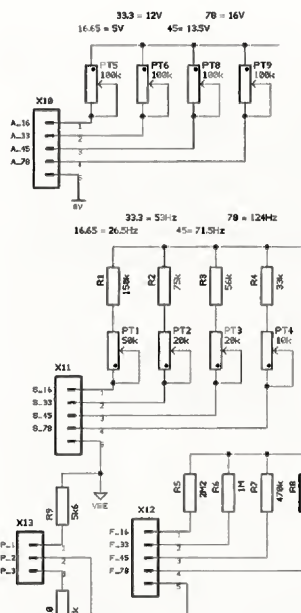 33.3 = 12V 78 = 16V
16.65 = 5V 45= 13.5V
PT5 PT6 PT8 PT9
100k 100k 100k 100k
X10
A_16 1
A_33 2
A_45 3
A_78 4
5
0V
33.3 = 53Hz 78 = 124Hz
16.65 = 26.5Hz 45= 71.5Hz
R1 150k R2 75k R3 56k R4 33k
PT1 PT2 PT3 PT4
50k 20k 20k 10k
X11
S_16 1
S_33 2
S_45 3
S_78 4
5
VEE
R9 5k6
R5 2M2 R6 1M R7 470k R8
X13 X12
P_1 1
P_2 2
P_3 3
F_16 1
F_33 2
F_45 3
F_78 4
5